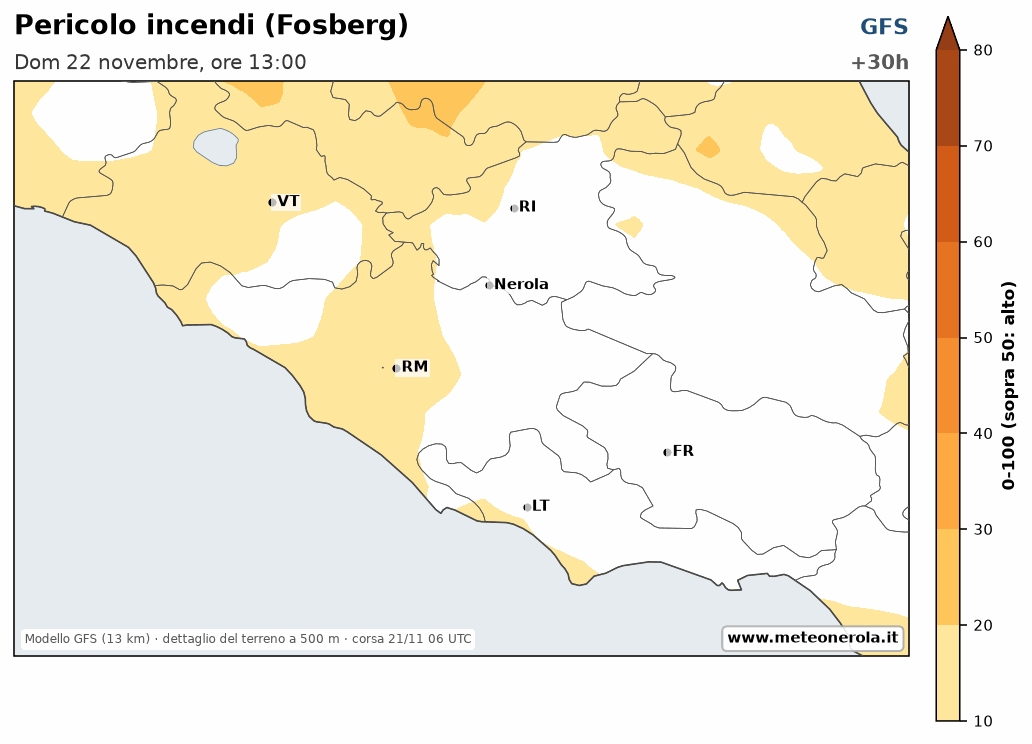 Pericolo incendi (Fosberg)
GFS
Dom 22 novembre, ore 13:00
+30h
80
70
60
50
40
30
20
10
0-100 (sopra 50: alto)
VT
RI
Nerola
RM
FR
LT
Modello GFS (13 km) · dettaglio del terreno a 500 m · corsa 21/11 06 UTC
www.meteonerola.it